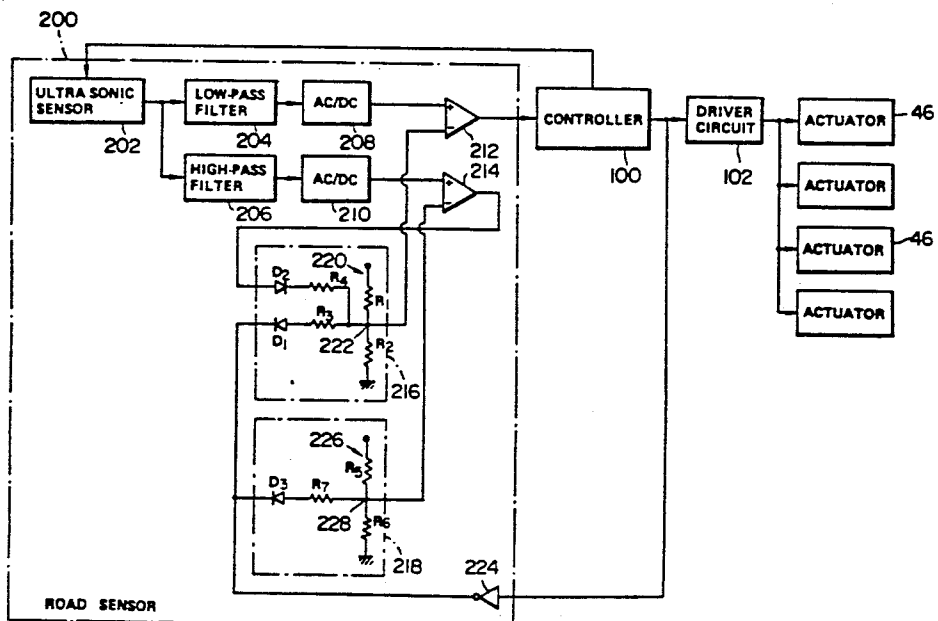 200
ULTRA SONIC
SENSOR
202
LOW-PASS
FILTER
204
AC/DC
208
212
HIGH-PASS
FILTER
206
AC/DC
210
214
CONTROLLER
100
DRIVER
CIRCUIT
102
ACTUATOR
46
ACTUATOR
ACTUATOR
46
ACTUATOR
+
−
+
−
220
D2
R4
R
R3
D1
222
R2
216
226
R5
D3
R7
228
R6
218
224
ROAD SENSOR